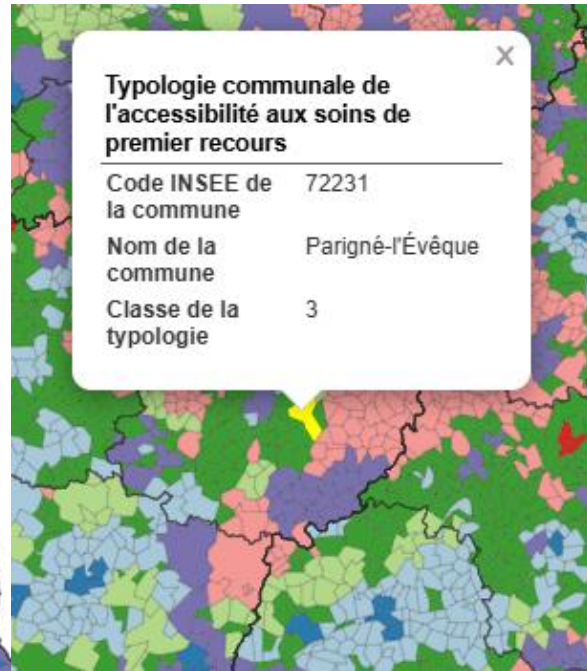 ×
Typologie communale de
l'accessibilité aux soins de
premier recours
Code INSEE de 72231
la commune
Nom de la Parigné-l'Évêque
commune
Classe de la 3
typologie